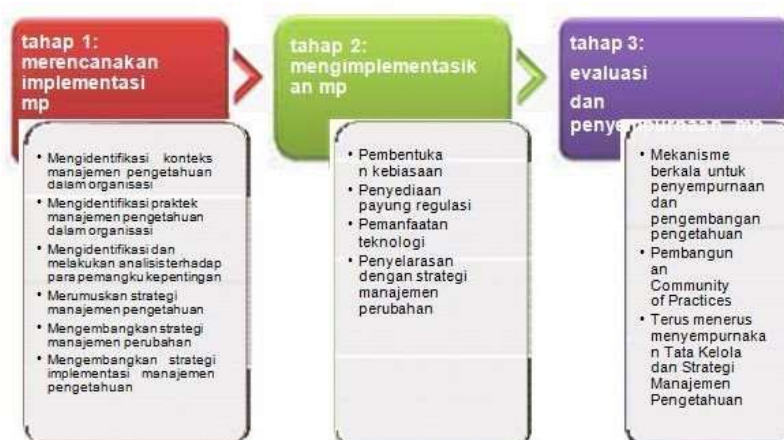 tahap 1:
merencanakan
implementasi
mp
• Mengidentifikasi konteks
manajemen pengetahuan
dalam organisasi
• Mengidentifikasi praktek
manajemen pengetahuan
dalam organisasi
• Mengidentifikasi dan
melakukan analisis terhadap
para pemangku kepentingan
• Merumuskan strategi
manajemen pengetahuan
• Mengembangkan strategi
manajemen perubahan
• Mengembangkan strategi
implementasi manajemen
pengetahuan
tahap 2:
mengimplementasik
an mp
• Pembentuka
n kebiasaan
• Penyediaan
payung regulasi
• Pemanfaatan
teknologi
• Penyelarasan
dengan strategi
manajemen
perubahan
tahap 3:
evaluasi
dan
penyempurnaan mp
• Mekanisme
berkala untuk
penyempurnaan
dan
pengembangan
pengetahuan
• Pembangun
an
Community
of Practices
• Terus menerus
menyempurnaka
n Tata Kelola
dan Strategi
Manajemen
Pengetahuan